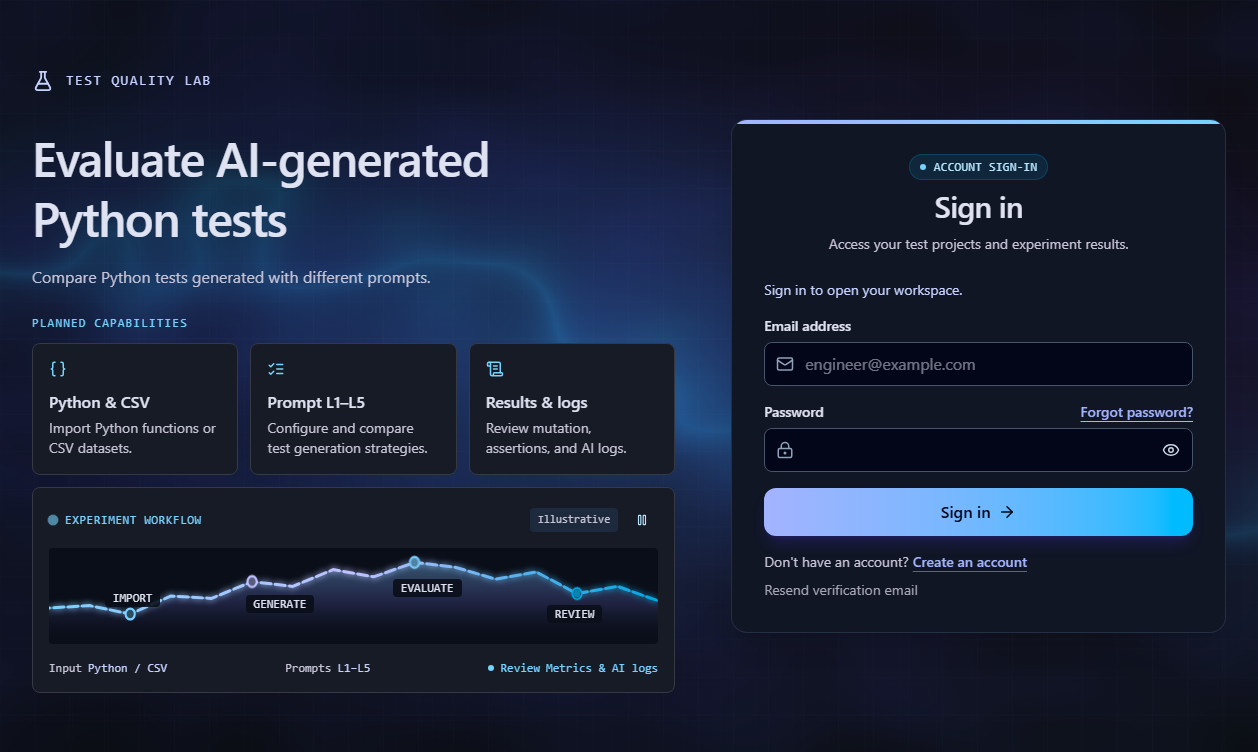 TEST QUALITY LAB
Evaluate AI-generated
Python tests
Compare Python tests generated with different prompts.
PLANNED CAPABILITIES
Python & CSV
Import Python functions or
CSV datasets.
Prompt L1–L5
Configure and compare
test generation strategies.
Results & logs
Review mutation,
assertions, and AI logs.
EXPERIMENT WORKFLOW
Illustrative
IMPORT
GENERATE
EVALUATE
REVIEW
Input Python / CSV
Prompts L1–L5
Review Metrics & AI logs
ACCOUNT SIGN-IN
Sign in
Access your test projects and experiment results.
Sign in to open your workspace.
Email address
engineer@example.com
Password
Forgot password?
Sign in →
Don't have an account? Create an account
Resend verification email